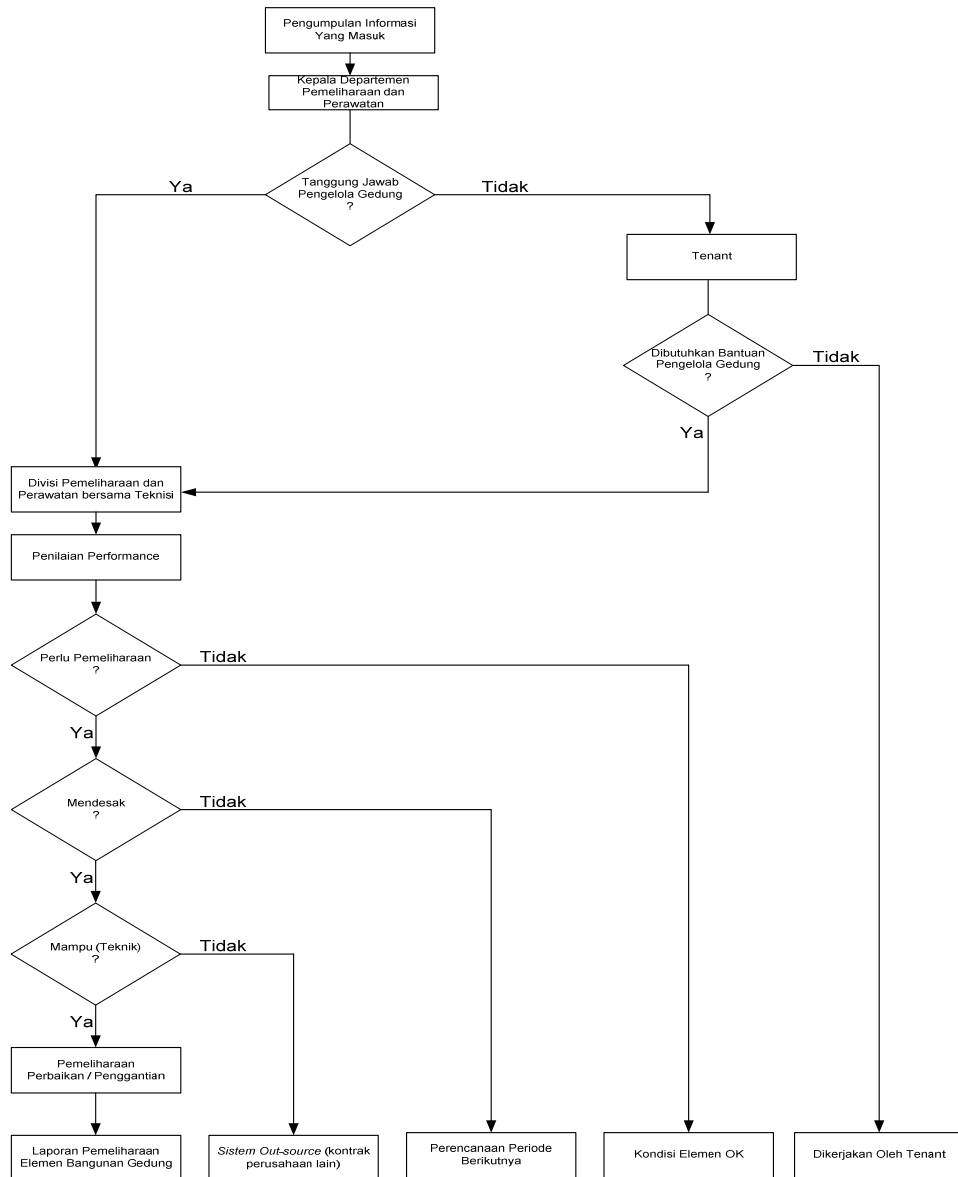 Pengumpulan Informasi
Yang Masuk
Kepala Departemen
Pemeliharaan dan
Perawatan
Tanggung Jawab
Pengelola Gedung
?
Ya
Tidak
Tenant
Dibutuhkan Bantuan
Pengelola Gedung
?
Tidak
Ya
Divisi Pemeliharaan dan
Perawatan bersama Teknisi
Penilaian Performance
Perlu Pemeliharaan
?
Tidak
Ya
Mendesak
?
Tidak
Ya
Mampu (Teknik)
?
Tidak
Ya
Pemeliharaan
Perbaikan / Penggantian
Laporan Pemeliharaan
Elemen Bangunan Gedung
Sistem Out-source (kontrak
perusahaan lain)
Perencanaan Periode
Berikutnya
Kondisi Elemen OK
Dikerjakan Oleh Tenant